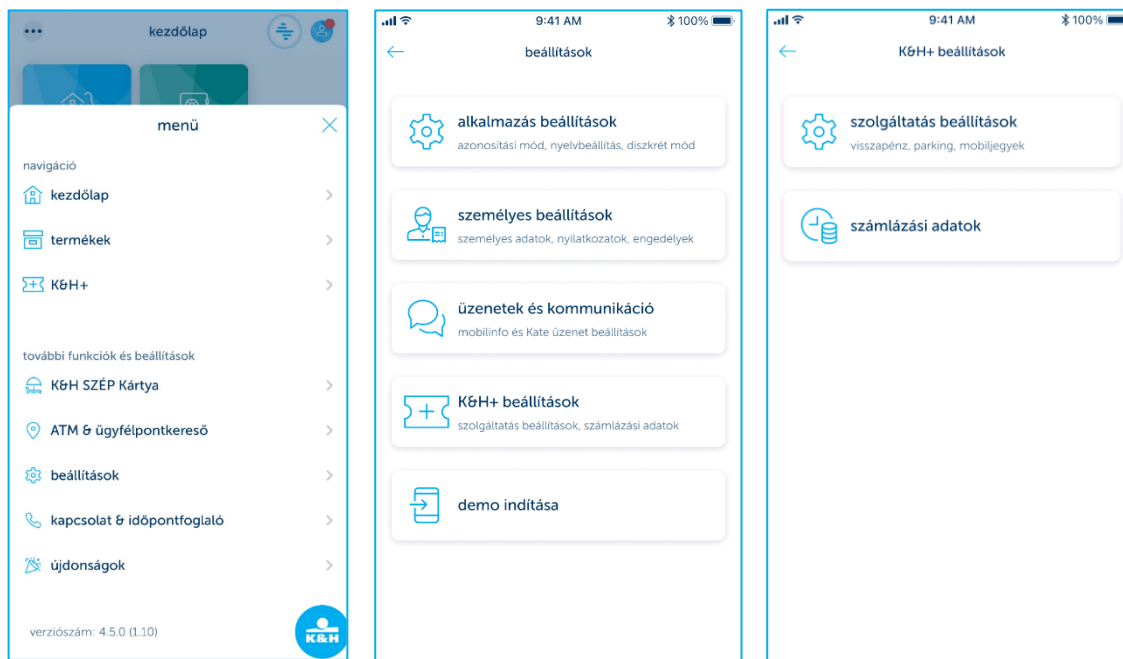 kezdőlap
menü
navigáció
kezdőlap
termékek
K&H+
további funkciók és beállítások
K&H SZÉP Kártya
ATM & ügyfélpontkereső
beállítások
kapcsolat & időpontfoglaló
újdonságok
verziószám: 4.5.0 (1.10)
K&H
9:41 AM
100%
beállítások
alkalmazás beállítások
azonosítási mód, nyelvbeállítás, diszkrét mód
személyes beállítások
személyes adatok, nyilatkozatok, engedélyek
üzenetek és kommunikáció
mobilinfo és Kate üzenet beállítások
K&H+ beállítások
szolgáltatás beállítások, számlázási adatok
demo indítása
9:41 AM
100%
K&H+ beállítások
szolgáltatás beállítások
visszapénz, parking, mobiljegyek
számlázási adatok